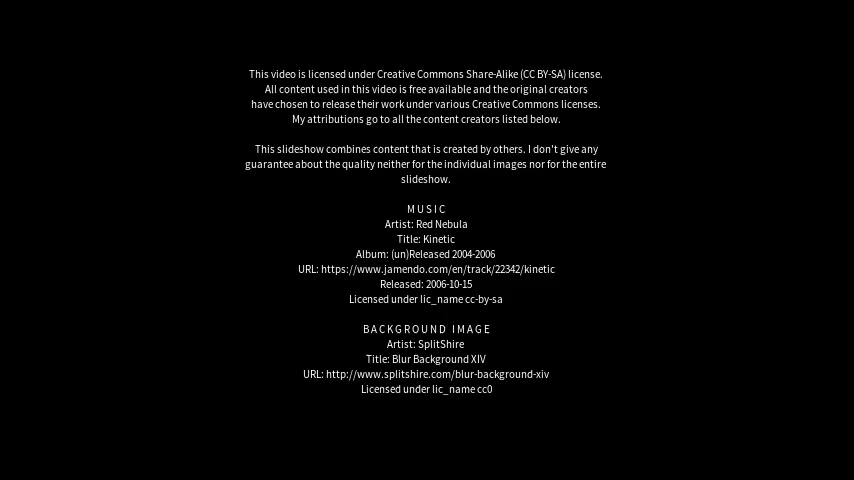 This video is licensed under Creative Commons Share-Alike (CC BY-SA) license.
All content used in this video is free available and the original creators
have chosen to release their work under various Creative Commons licenses.
My attributions go to all the content creators listed below.
This slideshow combines content that is created by others. I don't give any
guarantee about the quality neither for the individual images nor for the entire
slideshow.
MUSIC
Artist: Red Nebula
Title: Kinetic
Album: (un)Released 2004-2006
URL: https://www.jamendo.com/en/track/22342/kinetic
Released: 2006-10-15
Licensed under lic_name cc-by-sa
BACKGROUND IMAGE
Artist: SplitShire
Title: Blur Background XIV
URL: http://www.splitshire.com/blur-background-xiv
Licensed under lic_name cc0